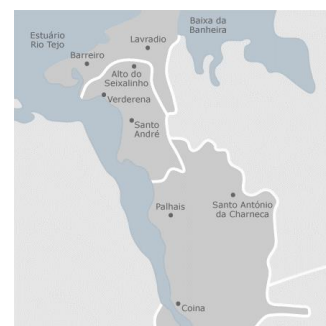 Baixa da
Banheira
Estuário
Rio Tejo
Lavradio
Barreiro
Alto do
Seixalinho
Verderena
Santo
André
Palhais
Santo António
da Charneca
Coina